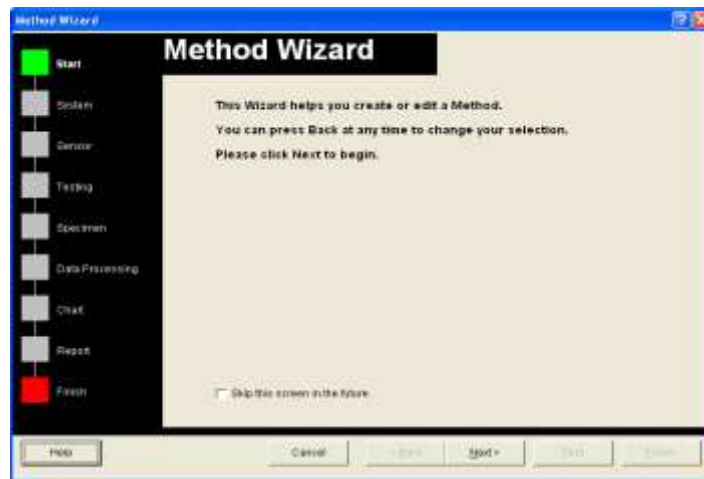 Method Wizard
Method Wizard
Start
System
Sensor
Testing
Specimen
Data Processing
Chart
Report
Finish
This Wizard helps you create or edit a Method.
You can press Back at any time to change your selection.
Please click Next to begin.
Skip this screen in the future
Help
Cancel
< Back
Next >
Finish